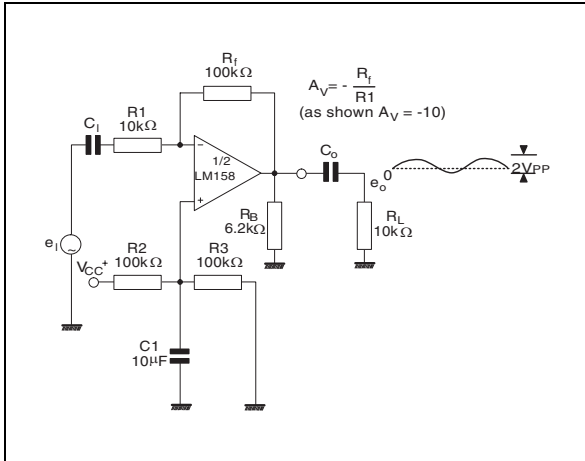 Rf
100kΩ
AV= - Rf
R1
(as shown AV = -10)
CI
R1
10kΩ
1/2
LM158
−
+
Co
eo
0
2VPP
RB
6.2kΩ
RL
10kΩ
eI
~
VCC+
R2
100kΩ
R3
100kΩ
C1
10µF